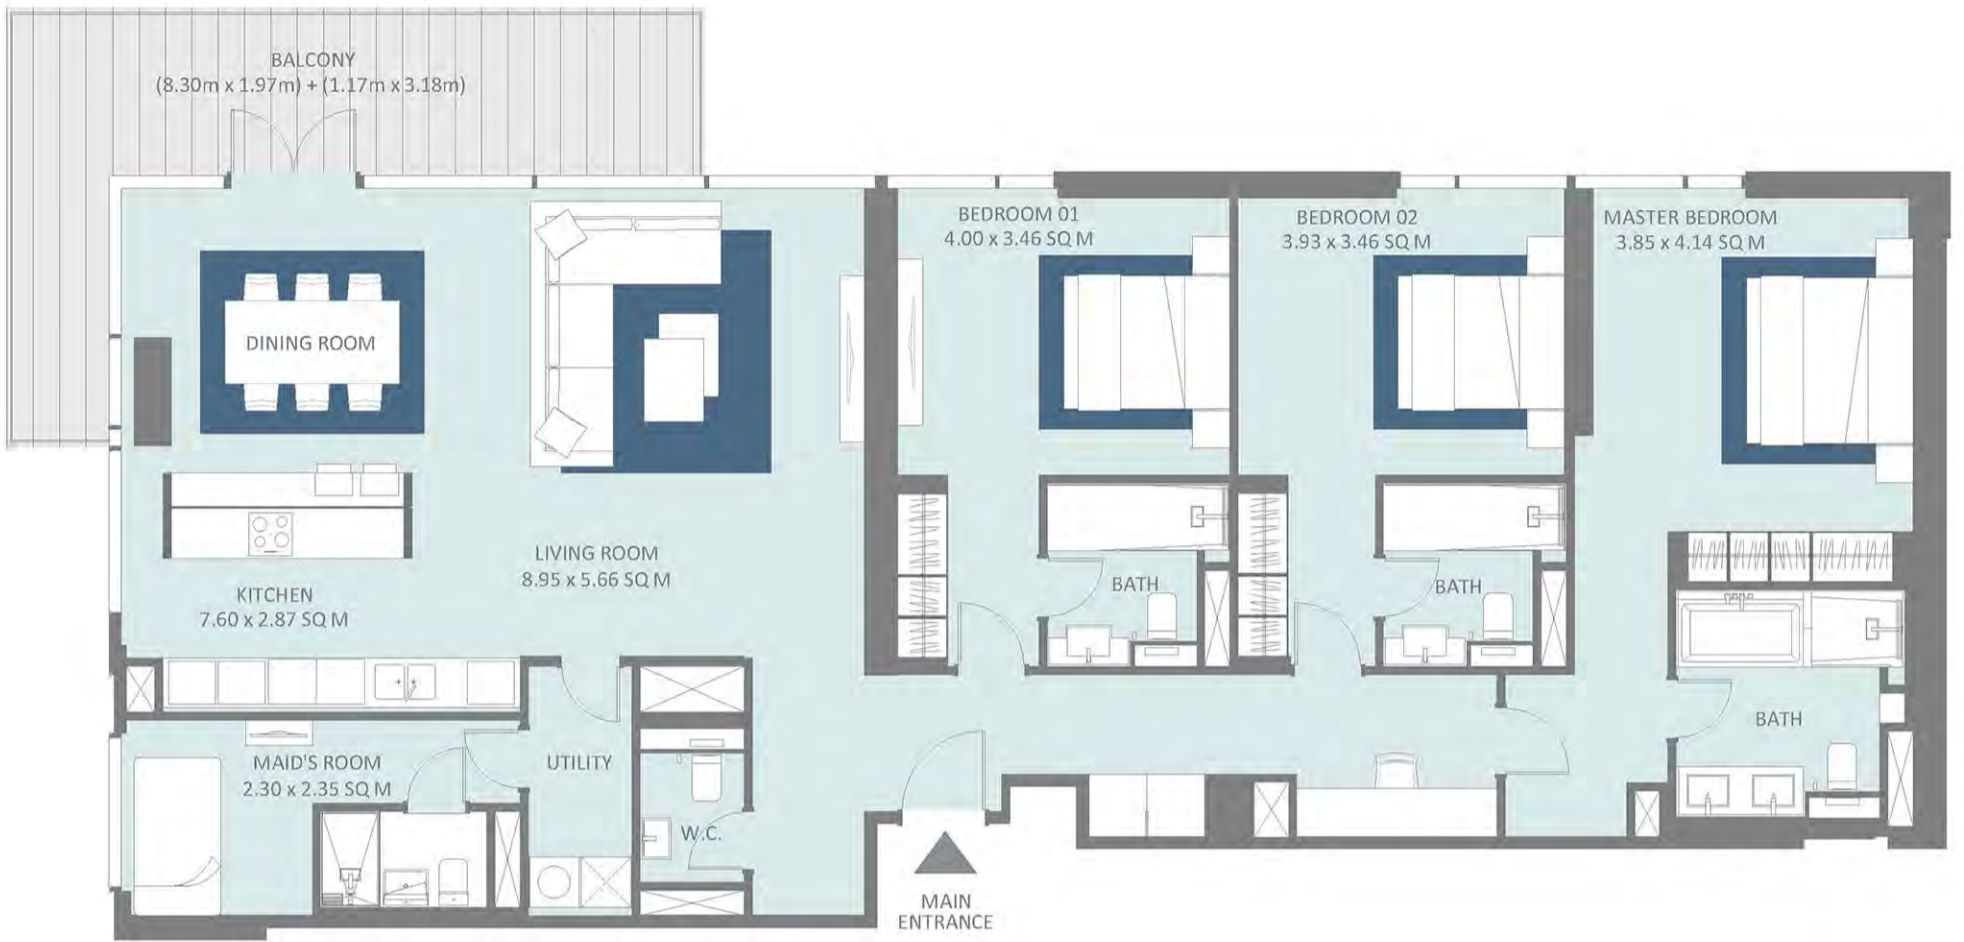 BALCONY
(8.30m x 1.97m) + (1.17m x 3.18m)
BEDROOM 01
4.00 x 3.46 SQ M
BEDROOM 02
3.93 x 3.46 SQ M
MASTER BEDROOM
3.85 x 4.14 SQ M
DINING ROOM
LIVING ROOM
8.95 x 5.66 SQ M
KITCHEN
7.60 x 2.87 SQ M
BATH
BATH
BATH
MAID'S ROOM
2.30 x 2.35 SQ M
UTILITY
W.C.
MAIN
ENTRANCE